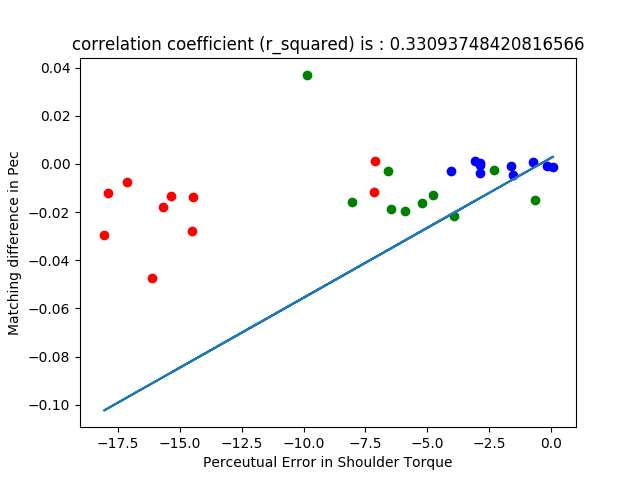 correlation coefficient (r_squared) is : 0.33093748420816566
0.04
0.02
0.00
−0.02
−0.04
−0.06
−0.08
−0.10
Matching difference in Pec
−17.5 −15.0 −12.5 −10.0 −7.5 −5.0 −2.5 0.0
Perceutual Error in Shoulder Torque